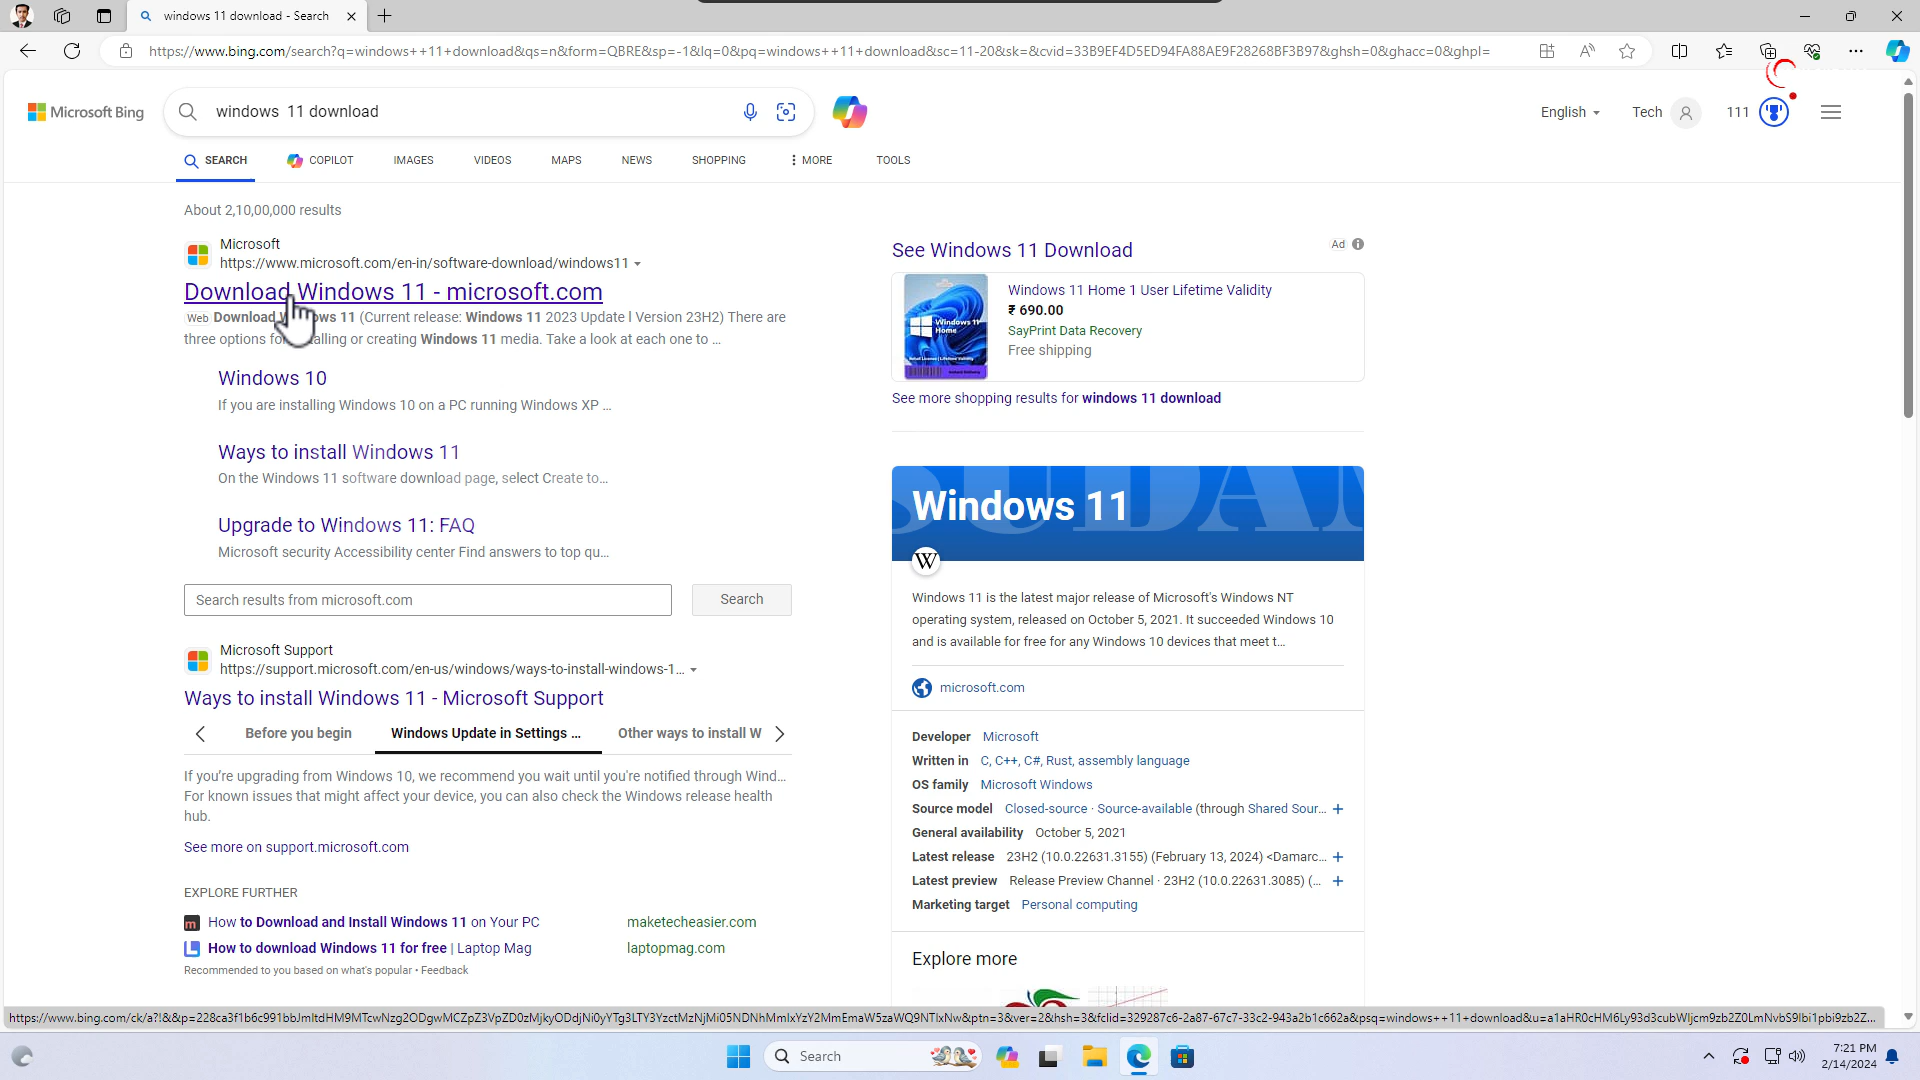 windows 11 download - Search
https://www.bing.com/search?q=windows++11+download&qs=n&form=QBRE&sp=-1&lq=0&pq=windows++11+download&sc=11-20&sk=&cvid=33B9EF4D5ED94FA88AE9F28268BF3B97&ghsh=0&ghacc=0&ghpl=
Microsoft Bing
windows  11 download
English
Tech
111
SEARCH
COPILOT
IMAGES
VIDEOS
MAPS
NEWS
SHOPPING
MORE
TOOLS
About 2,10,00,000 results
Microsoft
https://www.microsoft.com/en-in/software-download/windows11
Download Windows 11 - microsoft.com
Web Download 11 (Current release: Windows 11 2023 Update l Version 23H2) There are
three options or creating Windows 11 media. Take a look at each one to ...
Windows 10
If you are installing Windows 10 on a PC running Windows XP ...
Ways to install Windows 11
On the Windows 11 software download page, select Create to...
Upgrade to Windows 11: FAQ
Microsoft security Accessibility center Find answers to top qu...
Search results from microsoft.com
Search
Microsoft Support
https://support.microsoft.com/en-us/windows/ways-to-install-windows-1...
Ways to install Windows 11 - Microsoft Support
Before you begin
Windows Update in Settings ...
Other ways to install W
If you're upgrading from Windows 10, we recommend you wait until you're notified through Wind...
For known issues that might affect your device, you can also check the Windows release health
hub.
See more on support.microsoft.com
EXPLORE FURTHER
How to Download and Install Windows 11 on Your PC
maketecheasier.com
How to download Windows 11 for free | Laptop Mag
laptopmag.com
Recommended to you based on what's popular • Feedback
See Windows 11 Download
Ad
Windows 11
Home
Windows 11 Home 1 User Lifetime Validity
₹ 690.00
SayPrint Data Recovery
Free shipping
See more shopping results for windows 11 download
Windows 11
W
Windows 11 is the latest major release of Microsoft's Windows NT
operating system, released on October 5, 2021. It succeeded Windows 10
and is available for free for any Windows 10 devices that meet t...
microsoft.com
Developer Microsoft
Written in C, C++, C#, Rust, assembly language
OS family Microsoft Windows
Source model Closed-source · Source-available (through Shared Sour...
General availability October 5, 2021
Latest release 23H2 (10.0.22631.3155) (February 13, 2024) <Damarc...
Latest preview Release Preview Channel · 23H2 (10.0.22631.3085) (...
Marketing target Personal computing
Explore more
Search
7:21 PM
2/14/2024